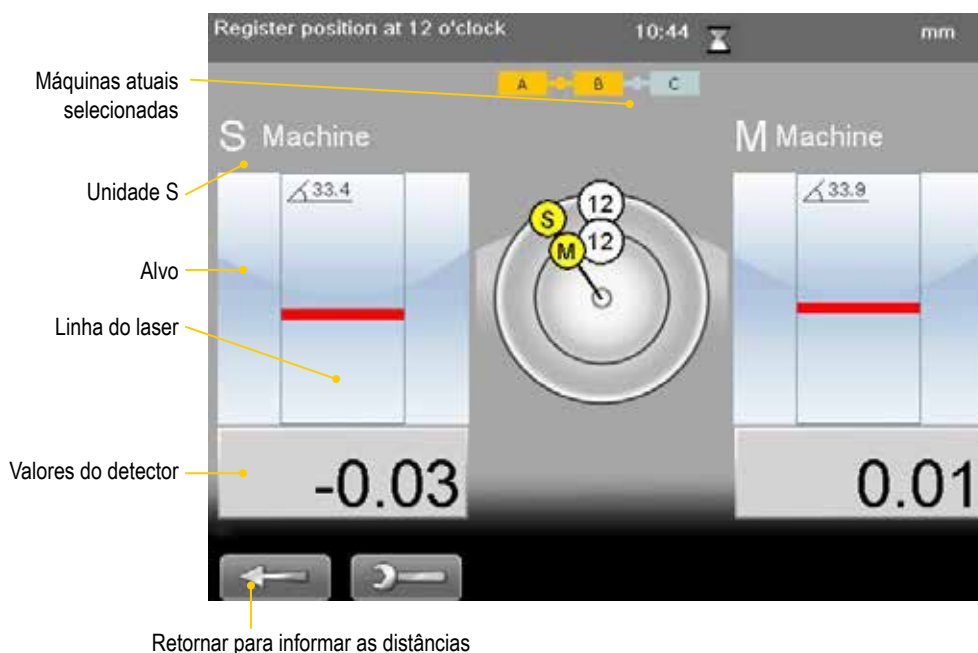 Register position at 12 o'clock
10:44
mm
Máquinas atuais
selecionadas
A
B
C
S Machine
M Machine
Unidade S
33.4
33.9
S
12
M
12
Alvo
Linha do laser
Valores do detector
-0.03
0.01
Retornar para informar as distâncias